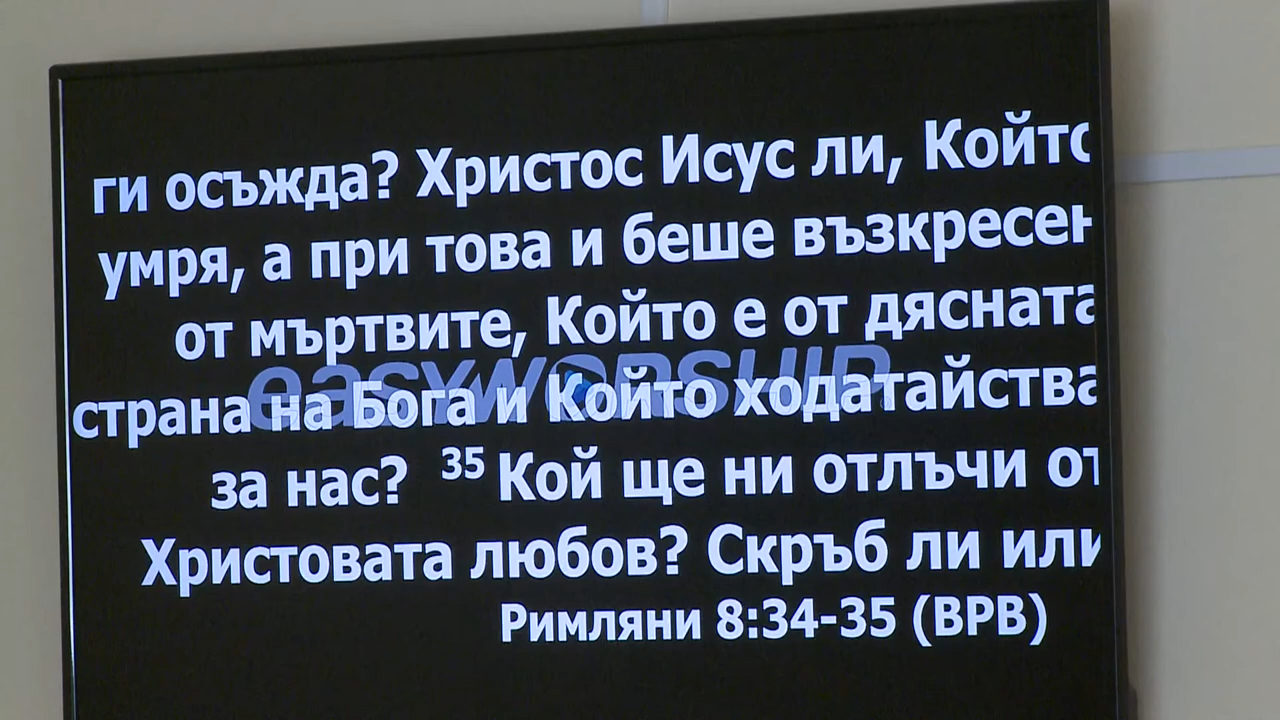 ги осъжда? Христос Исус ли, Който
умря, а при това и беше възкресен
от мъртвите, Който е от дясната
страна на Бога и Който ходатайства
за нас? 35 Кой ще ни отлъчи от
Христовата любов? Скръб ли или
Римляни 8:34-35 (ВРВ)
easyworship